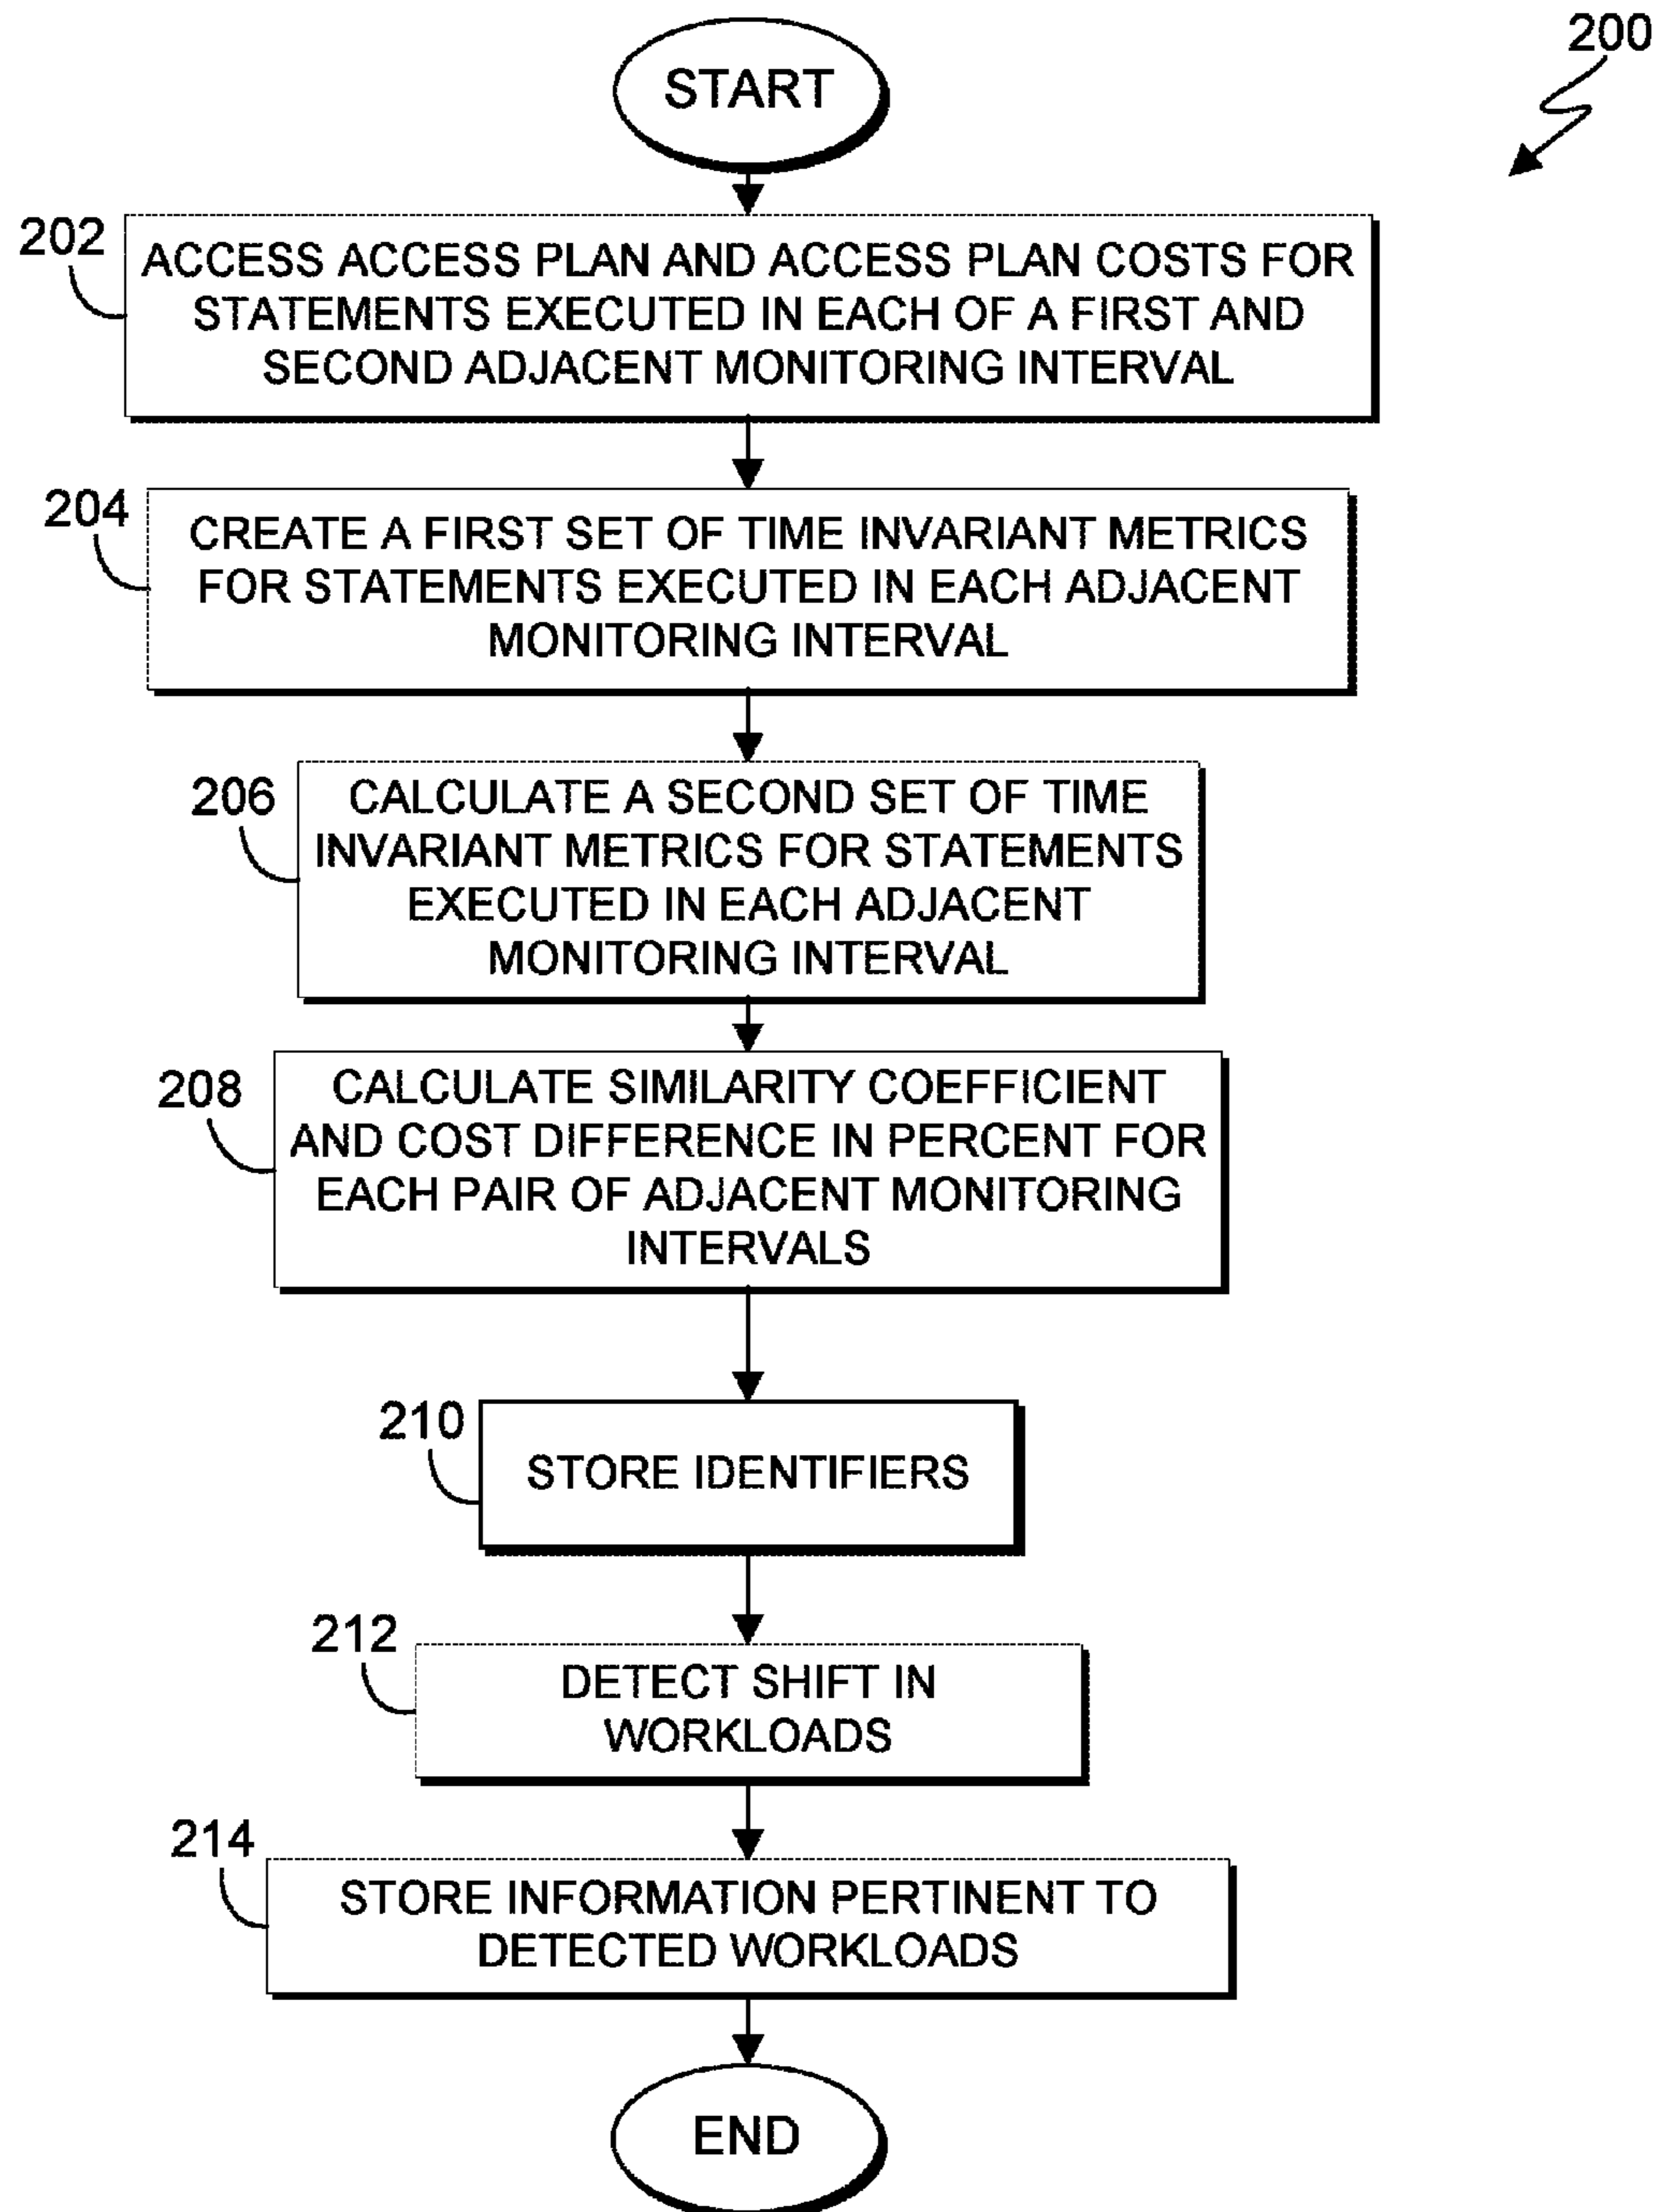 START
200
202
ACCESS ACCESS PLAN AND ACCESS PLAN COSTS FOR
STATEMENTS EXECUTED IN EACH OF A FIRST AND
SECOND ADJACENT MONITORING INTERVAL
204
CREATE A FIRST SET OF TIME INVARIANT METRICS
FOR STATEMENTS EXECUTED IN EACH ADJACENT
MONITORING INTERVAL
206
CALCULATE A SECOND SET OF TIME
INVARIANT METRICS FOR STATEMENTS
EXECUTED IN EACH ADJACENT
MONITORING INTERVAL
208
CALCULATE SIMILARITY COEFFICIENT
AND COST DIFFERENCE IN PERCENT FOR
EACH PAIR OF ADJACENT MONITORING
INTERVALS
210
STORE IDENTIFIERS
212
DETECT SHIFT IN
WORKLOADS
214
STORE INFORMATION PERTINENT TO
DETECTED WORKLOADS
END